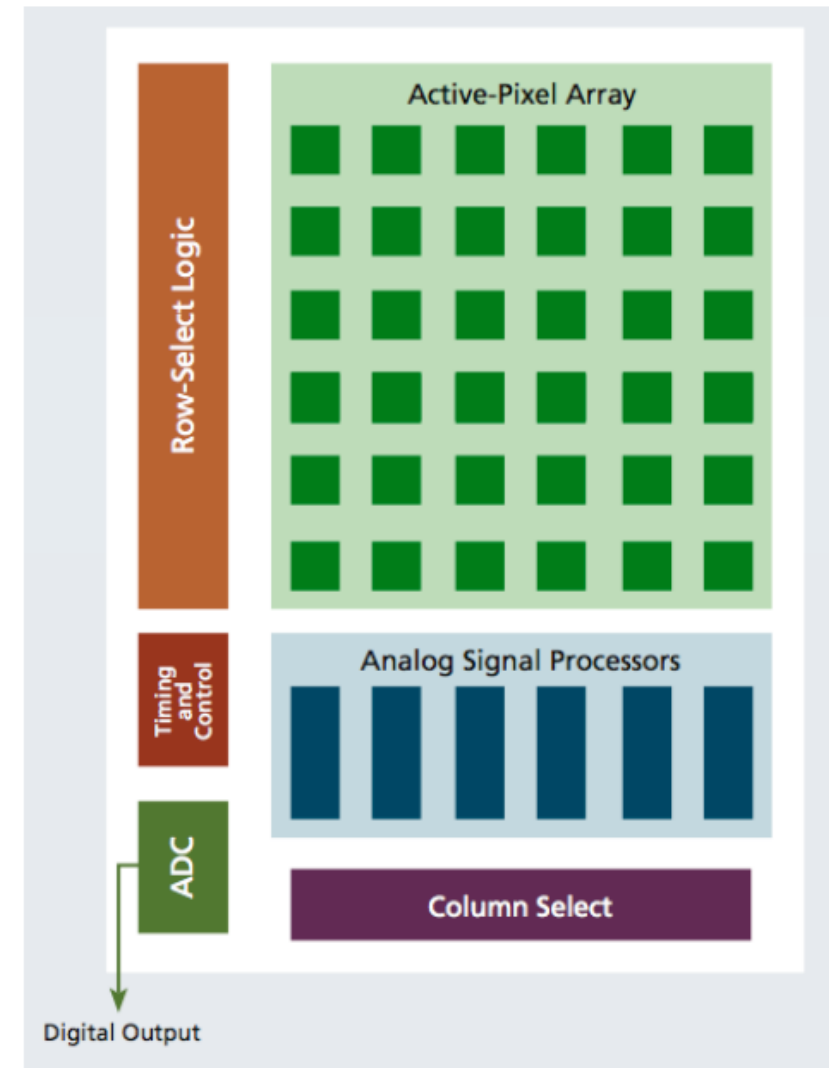 Active-Pixel Array
Row-Select Logic
Analog Signal Processors
Timing
and
Control
ADC
Column Select
Digital Output